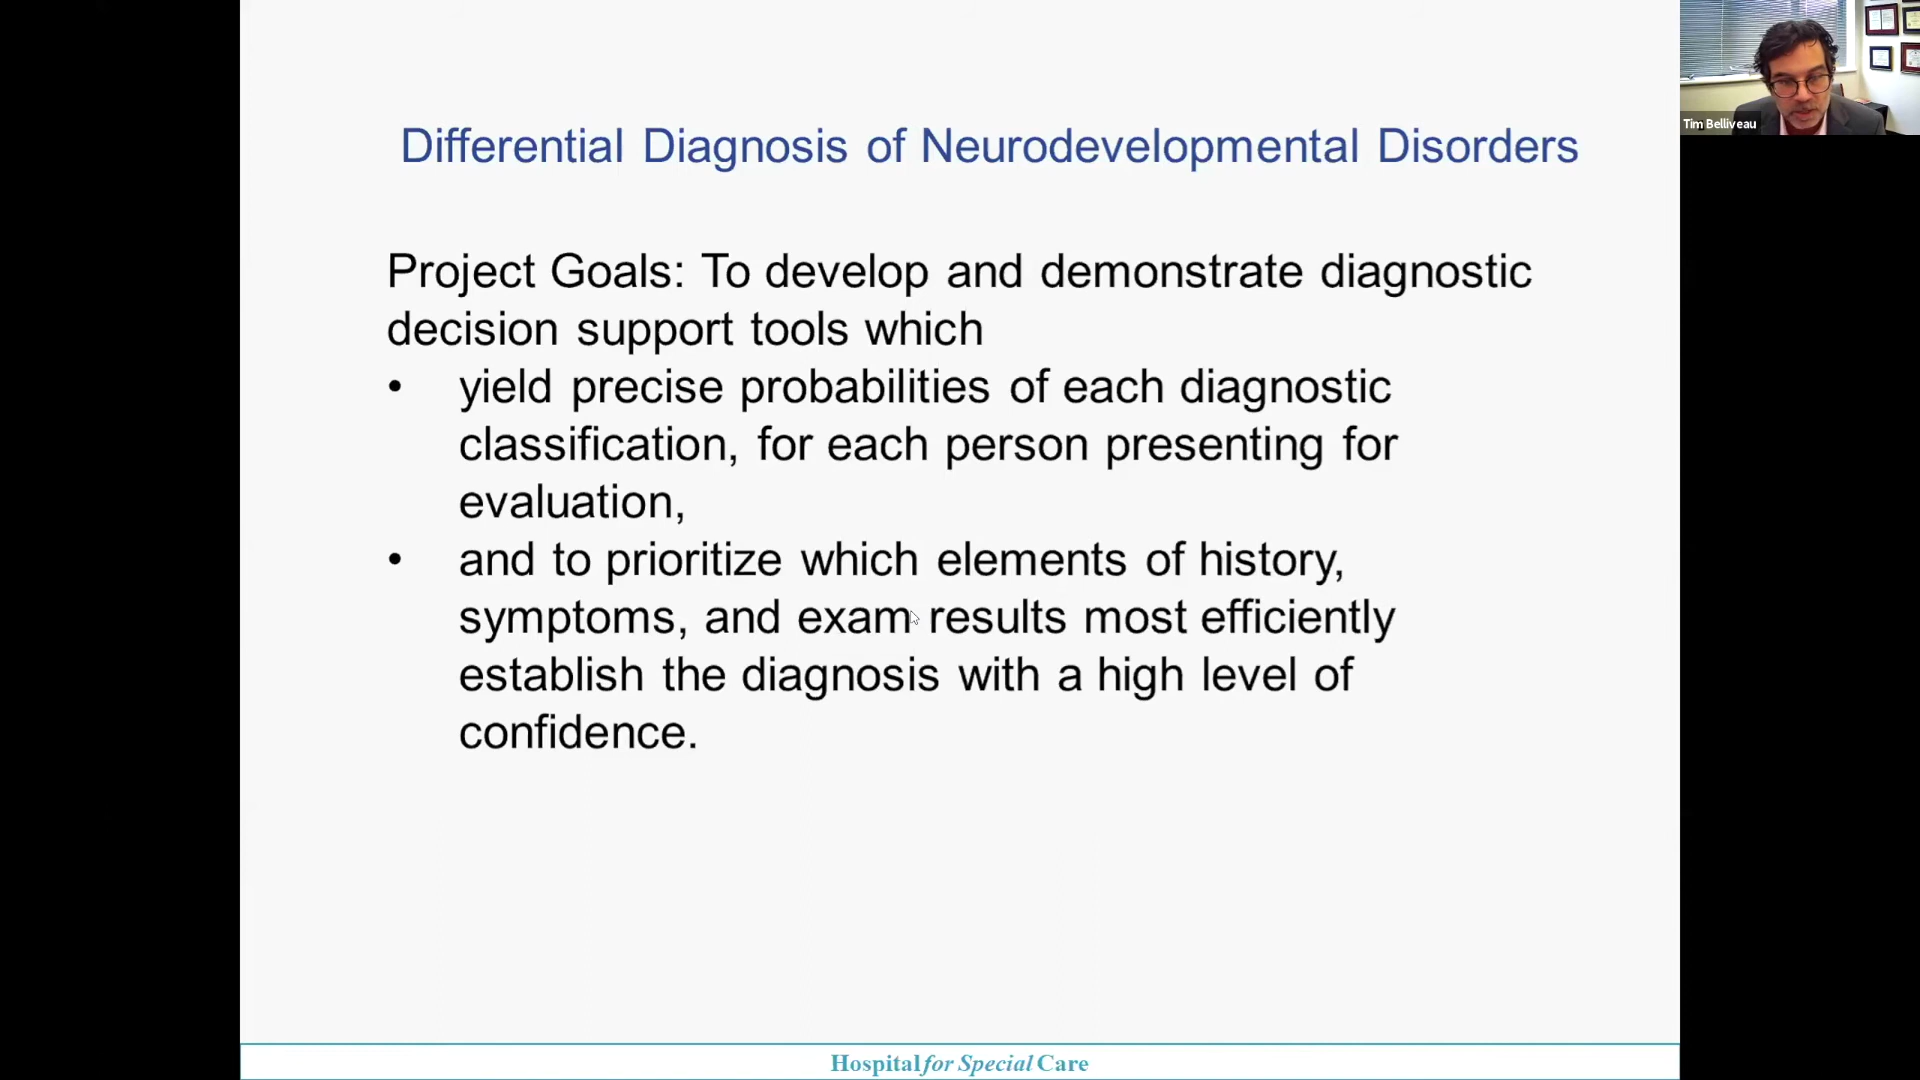 Differential Diagnosis of Neurodevelopmental Disorders
Project Goals: To develop and demonstrate diagnostic
decision support tools which
• yield precise probabilities of each diagnostic
classification, for each person presenting for
evaluation,
• and to prioritize which elements of history,
symptoms, and exam results most efficiently
establish the diagnosis with a high level of
confidence.
Hospital for Special Care
Tim Belliveau